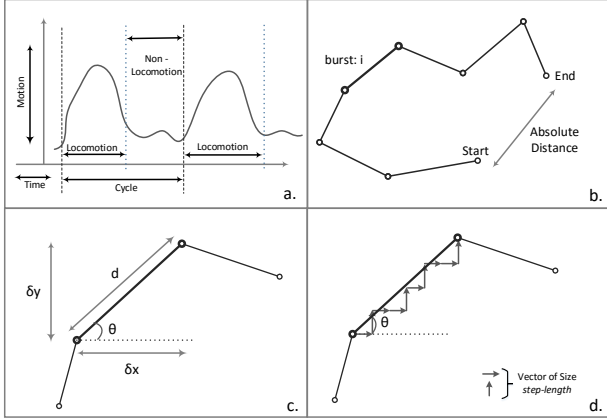 Motion
Non -
Locomotion
Locomotion
Locomotion
Time
Cycle
a.
burst: i
End
Start
Absolute
Distance
b.
d
δy
θ
δx
c.
θ
Vector of Size
step-length
d.